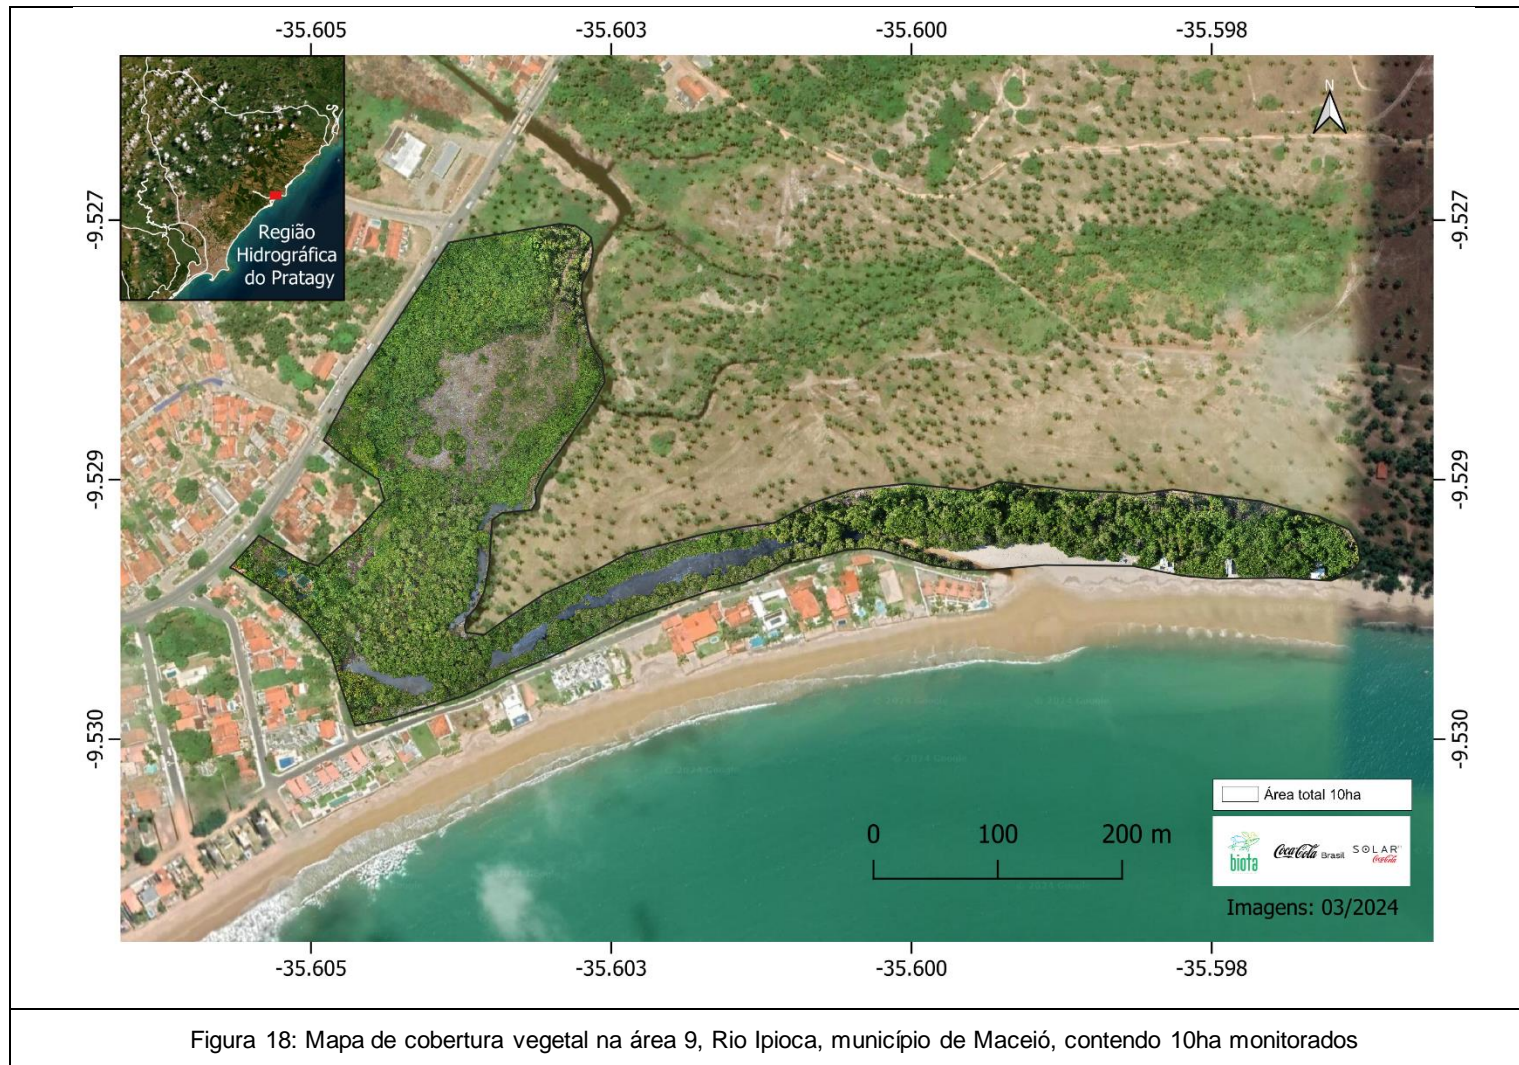 -35.605 -35.603 -35.600 -35.598
N
Região
Hidrográfica
do Pratagy
-9.527 -9.527
-9.529 -9.529
-9.530 -9.530
Área total 10ha
0 100 200 m
biota Coca-Cola Brasil SOLAR Coca-Cola
Imagens: 03/2024
-35.605 -35.603 -35.600 -35.598
Figura 18: Mapa de cobertura vegetal na área 9, Rio Ipioca, município de Maceió, contendo 10ha monitorados